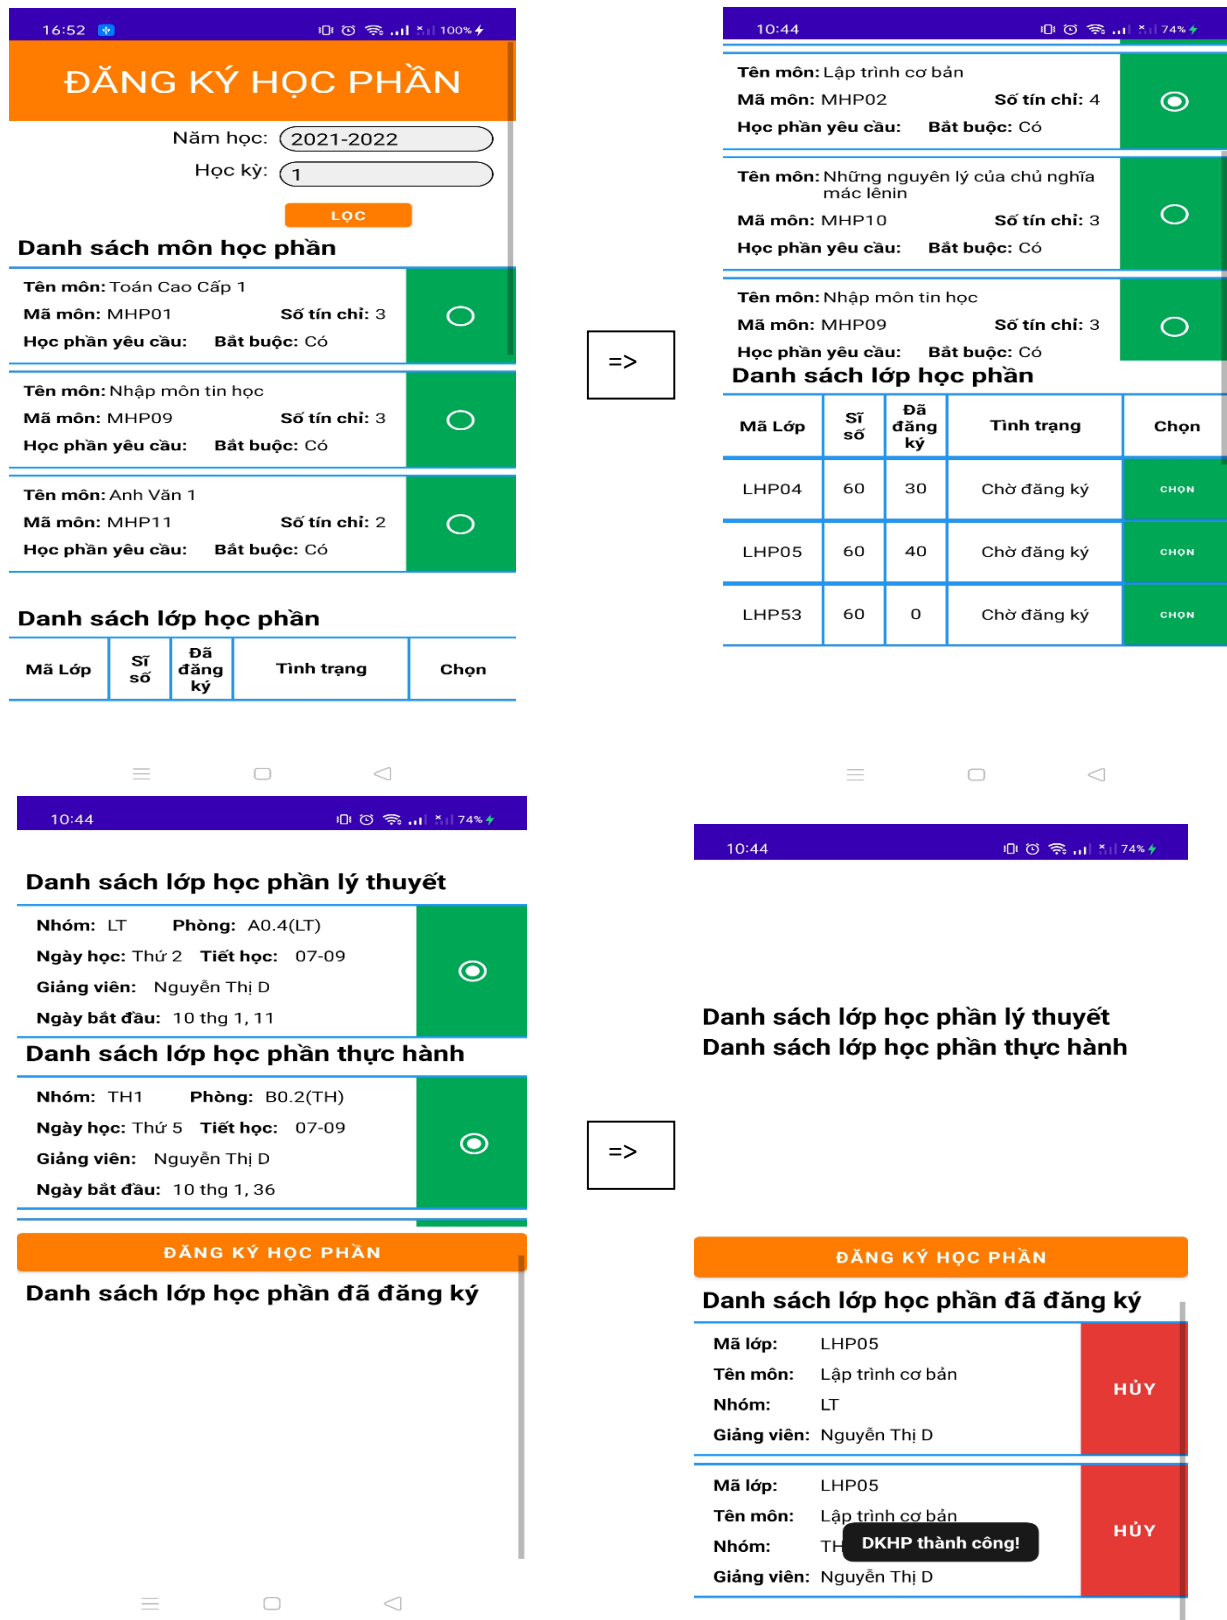 16:52 100%
ĐĂNG KÝ HỌC PHẦN
Năm học: 2021-2022
Học kỳ: 1
LỌC
Danh sách môn học phần
Tên môn: Toán Cao Cấp 1
Mã môn: MHP01 Số tín chỉ: 3
Học phần yêu cầu: Bắt buộc: Có
Tên môn: Nhập môn tin học
Mã môn: MHP09 Số tín chỉ: 3
Học phần yêu cầu: Bắt buộc: Có
Tên môn: Anh Văn 1
Mã môn: MHP11 Số tín chỉ: 2
Học phần yêu cầu: Bắt buộc: Có
Danh sách lớp học phần
Mã Lớp Sĩ số Đã đăng ký Tình trạng Chọn
=>
10:44 74%
Tên môn: Lập trình cơ bản
Mã môn: MHP02 Số tín chỉ: 4
Học phần yêu cầu: Bắt buộc: Có
Tên môn: Những nguyên lý của chủ nghĩa
mác lênin
Mã môn: MHP10 Số tín chỉ: 3
Học phần yêu cầu: Bắt buộc: Có
Tên môn: Nhập môn tin học
Mã môn: MHP09 Số tín chỉ: 3
Học phần yêu cầu: Bắt buộc: Có
Danh sách lớp học phần
Mã Lớp Sĩ số Đã đăng ký Tình trạng Chọn
LHP04 60 30 Chờ đăng ký CHỌN
LHP05 60 40 Chờ đăng ký CHỌN
LHP53 60 0 Chờ đăng ký CHỌN
10:44 74%
Danh sách lớp học phần lý thuyết
Nhóm: LT Phòng: A0.4(LT)
Ngày học: Thứ 2 Tiết học: 07-09
Giảng viên: Nguyễn Thị D
Ngày bắt đầu: 10 thg 1, 11
Danh sách lớp học phần thực hành
Nhóm: TH1 Phòng: B0.2(TH)
Ngày học: Thứ 5 Tiết học: 07-09
Giảng viên: Nguyễn Thị D
Ngày bắt đầu: 10 thg 1, 36
ĐĂNG KÝ HỌC PHẦN
Danh sách lớp học phần đã đăng ký
=>
10:44 74%
Danh sách lớp học phần lý thuyết
Danh sách lớp học phần thực hành
ĐĂNG KÝ HỌC PHẦN
Danh sách lớp học phần đã đăng ký
Mã lớp: LHP05
Tên môn: Lập trình cơ bản
HỦY
Nhóm: LT
Giảng viên: Nguyễn Thị D
Mã lớp: LHP05
Tên môn: Lập trình cơ bản
HỦY
Nhóm: TH
DKHP thành công!
Giảng viên: Nguyễn Thị D